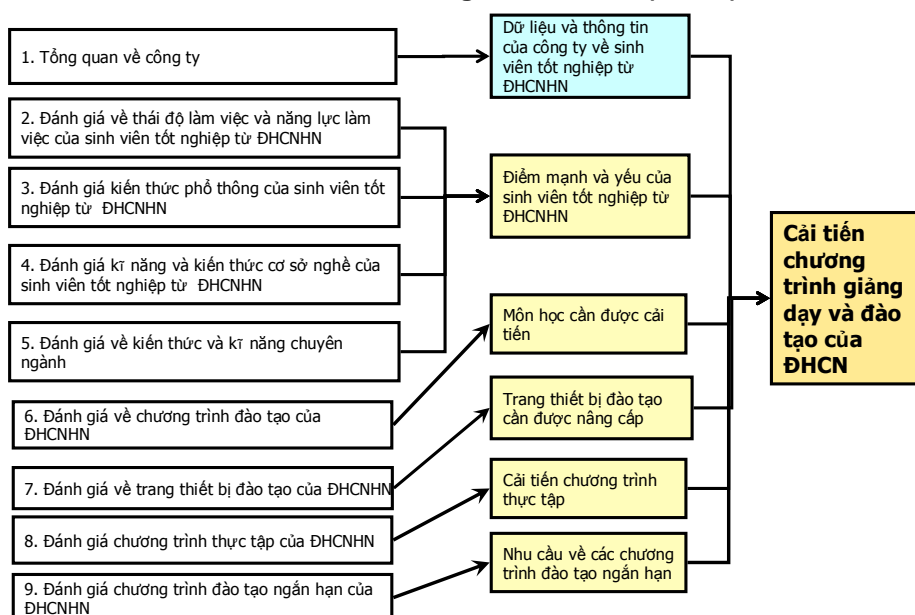 1. Tổng quan về công ty
2. Đánh giá về thái độ làm việc và năng lực làm
việc của sinh viên tốt nghiệp từ ĐHCNHN
3. Đánh giá kiến thức phổ thông của sinh viên tốt
nghiệp từ ĐHCNHN
4. Đánh giá kĩ năng và kiến thức cơ sở nghề của
sinh viên tốt nghiệp từ ĐHCNHN
5. Đánh giá về kiến thức và kĩ năng chuyên
ngành
6. Đánh giá về chương trình đào tạo của
ĐHCNHN
7. Đánh giá về trang thiết bị đào tạo của ĐHCNHN
8. Đánh giá chương trình thực tập của ĐHCNHN
9. Đánh giá chương trình đào tạo ngắn hạn của
ĐHCNHN
Dữ liệu và thông tin
của công ty về sinh
viên tốt nghiệp từ
ĐHCNHN
Điểm mạnh và yếu của
sinh viên tốt nghiệp từ
ĐHCNHN
Môn học cần được cải
tiến
Trang thiết bị đào tạo
cần được nâng cấp
Cải tiến chương trình
thực tập
Nhu cầu về các chương
trình đào tạo ngắn hạn
Cải tiến
chương
trình giảng
dạy và đào
tạo của
ĐHCN